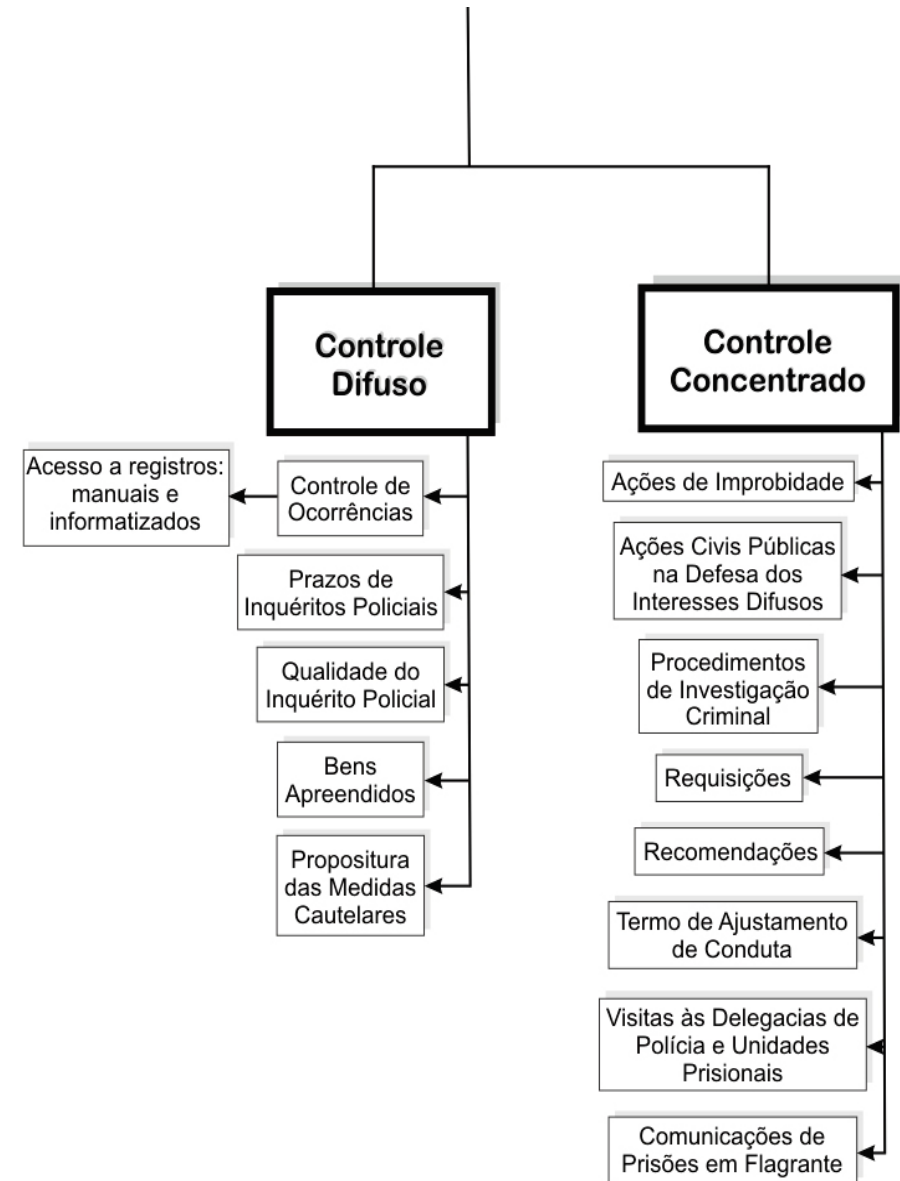 Controle
Difuso
Acesso a registros:
manuais e
informatizados
Controle de
Ocorrências
Prazos de
Inquéritos Policiais
Qualidade do
Inquérito Policial
Bens
Apreendidos
Propositura
das Medidas
Cautelares
Controle
Concentrado
Ações de Improbidade
Ações Civis Públicas
na Defesa dos
Interesses Difusos
Procedimentos
de Investigação
Criminal
Requisições
Recomendações
Termo de Ajustamento
de Conduta
Visitas às Delegacias de
Polícia e Unidades
Prisionais
Comunicações de
Prisões em Flagrante